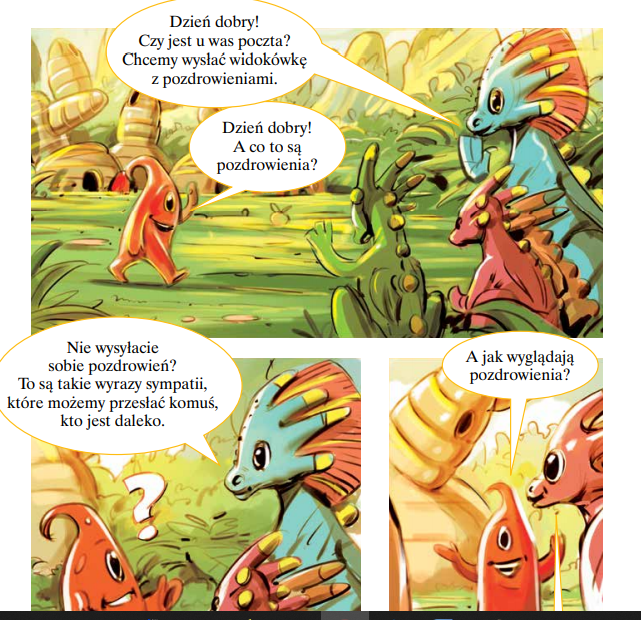 Dzień dobry!
Czy jest u was poczta?
Chcemy wysłać widokówkę
z pozdrowieniami.
Dzień dobry!
A co to są
pozdrowienia?
Nie wysyłacie
sobie pozdrowień?
To są takie wyrazy sympatii,
które możemy przesłać komuś,
kto jest daleko.
?
A jak wyglądają
pozdrowienia?